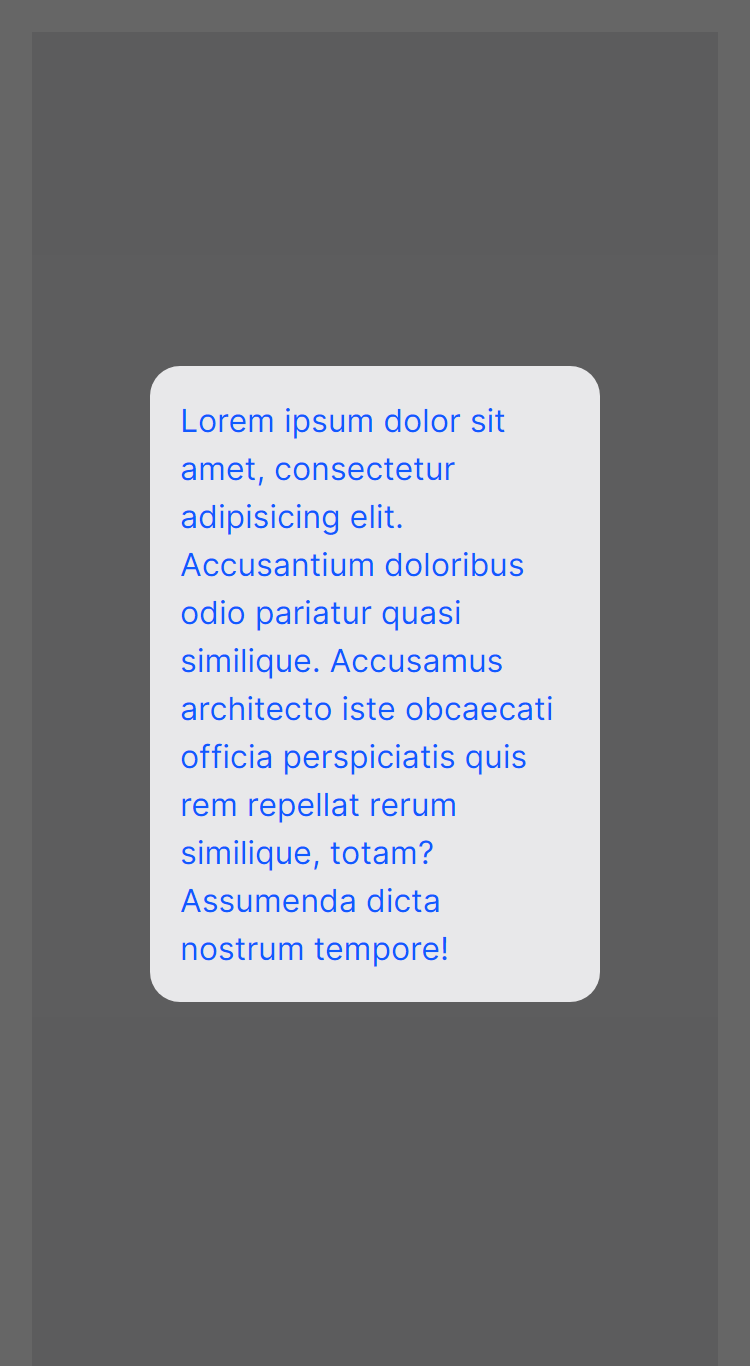 Lorem ipsum dolor sit
amet, consectetur
adipisicing elit.
Accusantium doloribus
odio pariatur quasi
similique. Accusamus
architecto iste obcaecati
officia perspiciatis quis
rem repellat rerum
similique, totam?
Assumenda dicta
nostrum tempore!